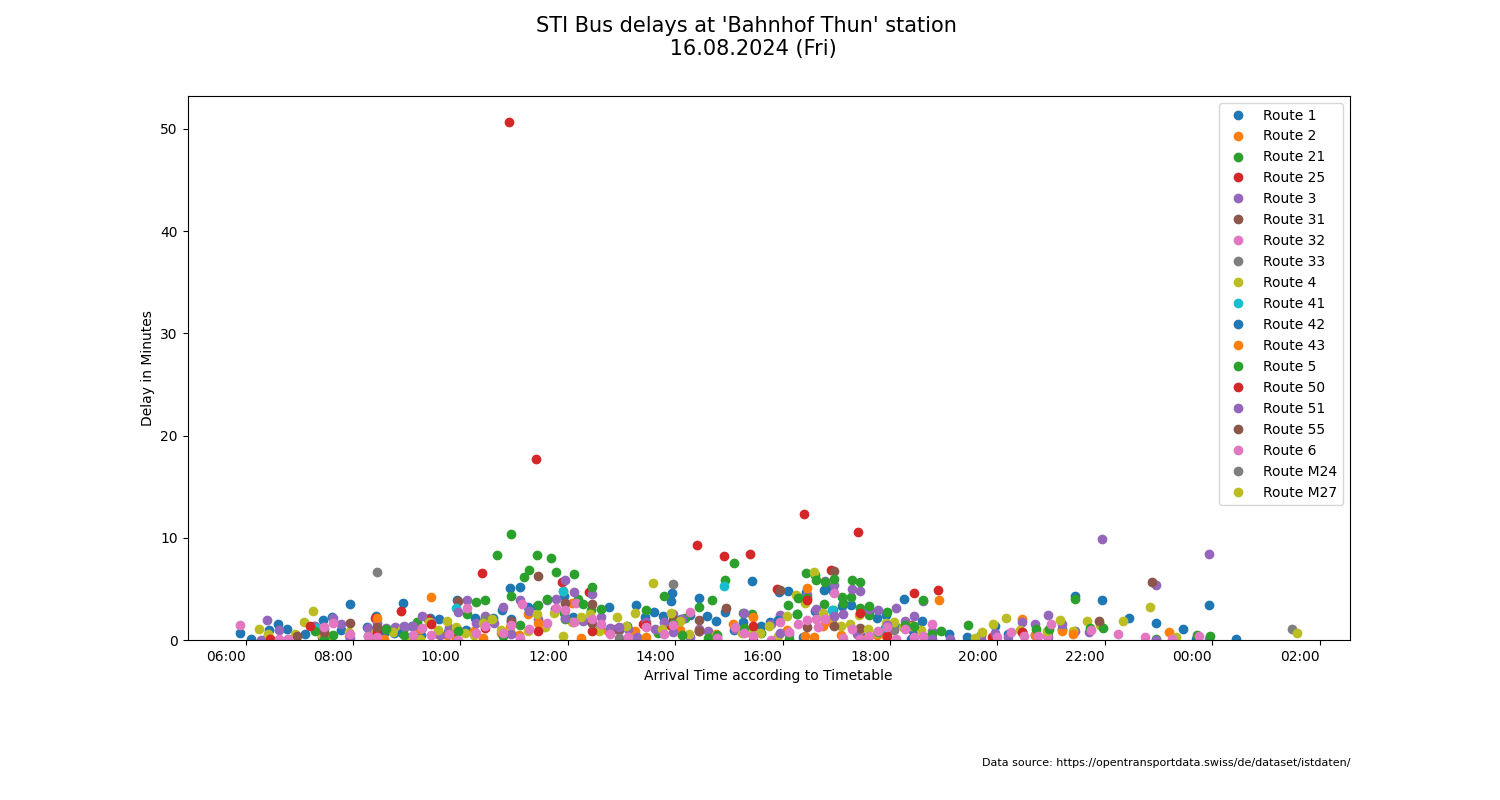 STI Bus delays at 'Bahnhof Thun' station
16.08.2024 (Fri)
Delay in Minutes
50
40
30
20
10
0
Route 1
Route 2
Route 21
Route 25
Route 3
Route 31
Route 32
Route 33
Route 4
Route 41
Route 42
Route 43
Route 5
Route 50
Route 51
Route 55
Route 6
Route M24
Route M27
06:00 08:00 10:00 12:00 14:00 16:00 18:00 20:00 22:00 00:00 02:00
Arrival Time according to Timetable
Data source: https://opentransportdata.swiss/de/dataset/istdaten/